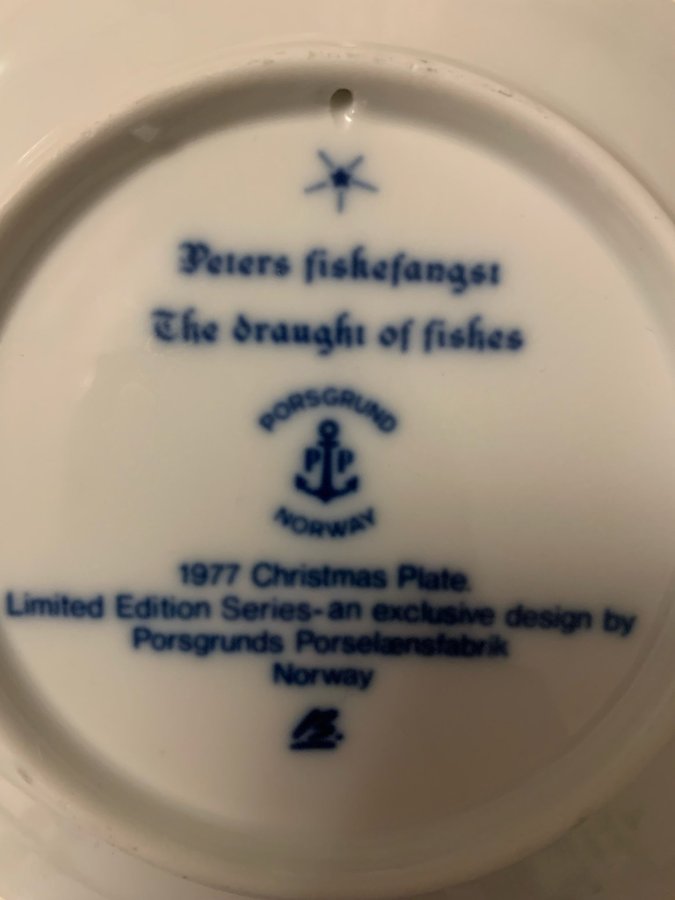 Peters fiskefangst
The draught of fishes
PORSGRUND
PP
NORWAY
1977 Christmas Plate.
Limited Edition Series-an exclusive design by
Porsgrunds Porselænsfabrik
Norway